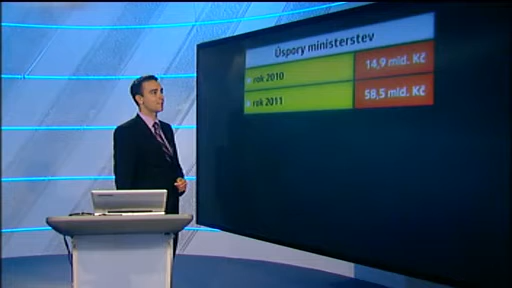 Úspory ministerstev
rok 2010 14,9 mld. Kč
rok 2011 58,5 mld. Kč